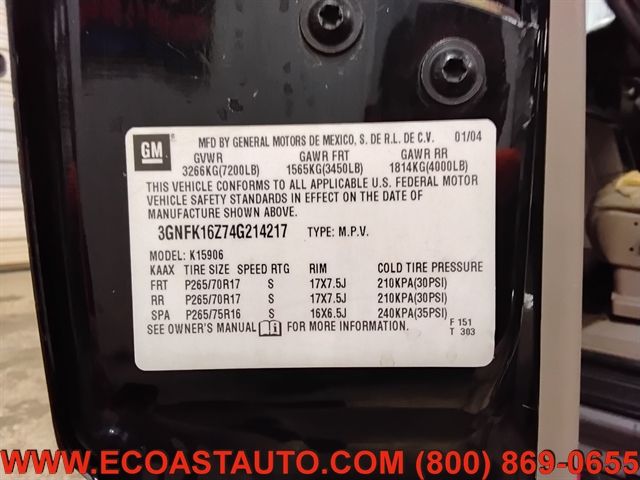 GM
MFD BY GENERAL MOTORS DE MEXICO, S. DE R.L. DE C.V. 01/04
GVWR GAWR FRT GAWR RR
3266KG(7200LB) 1565KG(3450LB) 1814KG(4000LB)
THIS VEHICLE CONFORMS TO ALL APPLICABLE U.S. FEDERAL MOTOR
VEHICLE SAFETY STANDARDS IN EFFECT ON THE DATE OF
MANUFACTURE SHOWN ABOVE.
3GNFK16Z74G214217 TYPE: M.P.V.
MODEL: K15906
KAAX TIRE SIZE SPEED RTG RIM COLD TIRE PRESSURE
FRT P265/70R17 S 17X7.5J 210KPA(30PSI)
RR P265/70R17 S 17X7.5J 210KPA(30PSI)
SPA P265/75R16 S 16X6.5J 240KPA(35PSI)
SEE OWNER'S MANUAL FOR MORE INFORMATION.
F 151
T 303
WWW.ECOASTAUTO.COM (800) 869-0655